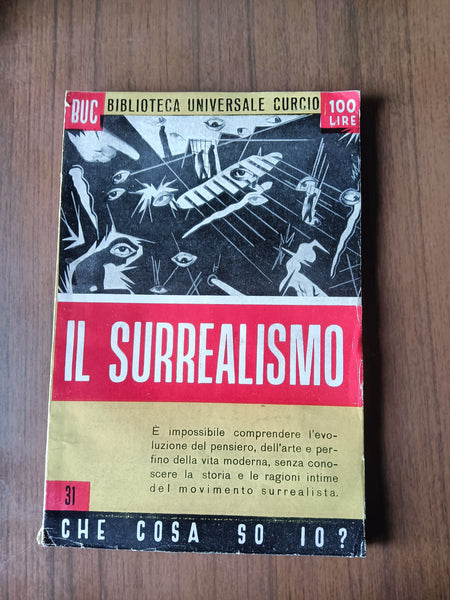 BUC BIBLIOTECA UNIVERSALE CURCIO 100
LIRE
IL SURREALISMO
È impossibile comprendere l'evo-
luzione del pensiero, dell'arte e per-
fino della vita moderna, senza cono-
scere la storia e le ragioni intime
del movimento surrealista.
31
CHE COSA SO IO?